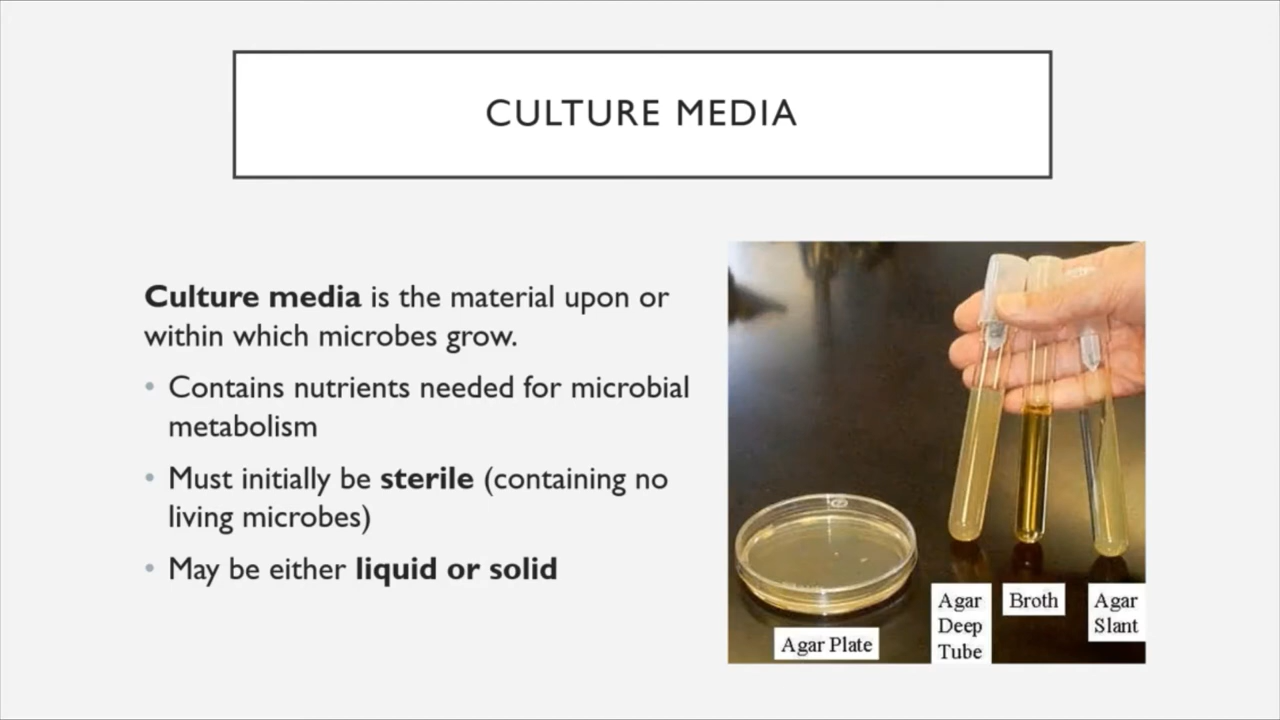 CULTURE MEDIA
Culture media is the material upon or
within which microbes grow.
• Contains nutrients needed for microbial
metabolism
• Must initially be sterile (containing no
living microbes)
• May be either liquid or solid
Agar Plate
Agar
Deep
Tube
Broth
Agar
Slant